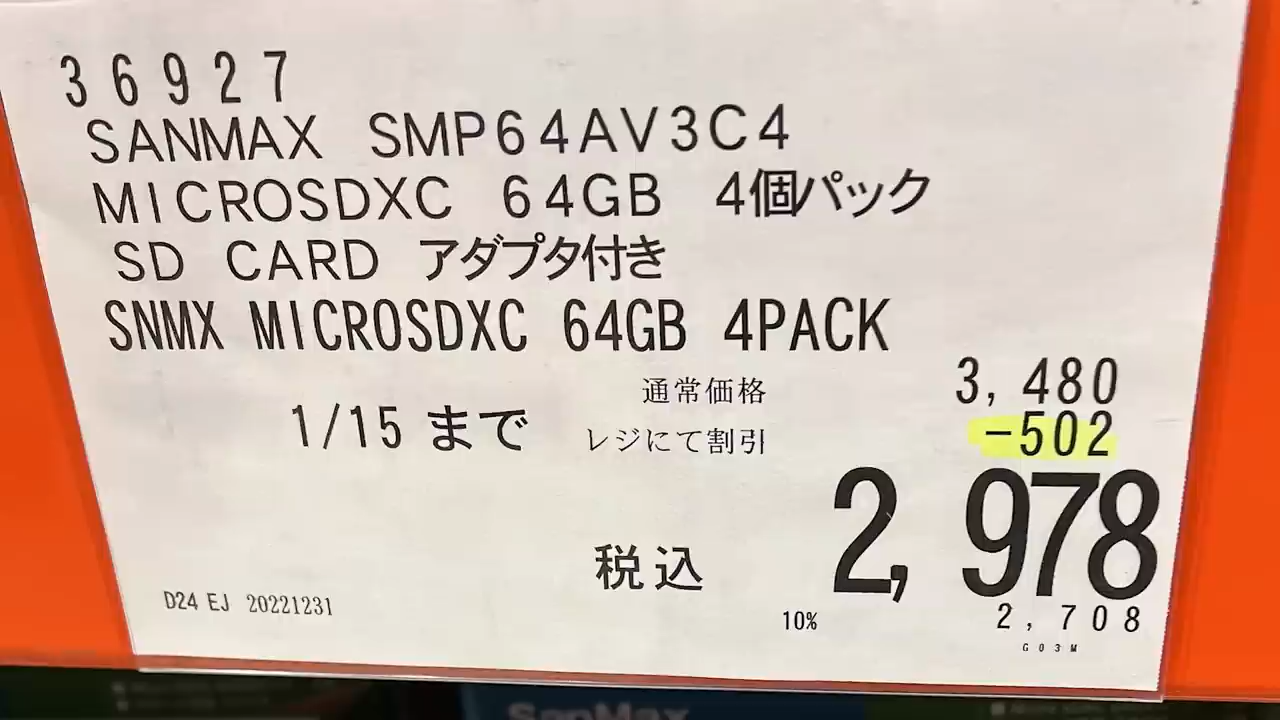 36927
SANMAX SMP64AV3C4
MICROSDXC 64GB 4個パック
SD CARD アダプタ付き
SNMX MICROSDXC 64GB 4PACK
通常価格 3,480
1/15 まで レジにて割引 -502
税込 2,978
10% 2,708
D24 EJ 20221231
G03M
SanMax